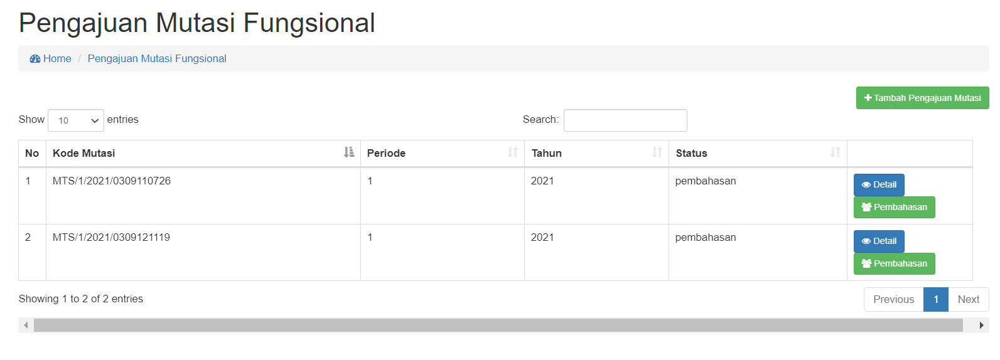 Pengajuan Mutasi Fungsional
Home / Pengajuan Mutasi Fungsional
Tambah Pengajuan Mutasi
Show 10 entries
Search:
No Kode Mutasi Periode Tahun Status
1 MTS/1/2021/0309110726 1 2021 pembahasan Detail
Pembahasan
2 MTS/1/2021/0309121119 1 2021 pembahasan Detail
Pembahasan
Showing 1 to 2 of 2 entries
Previous 1 Next